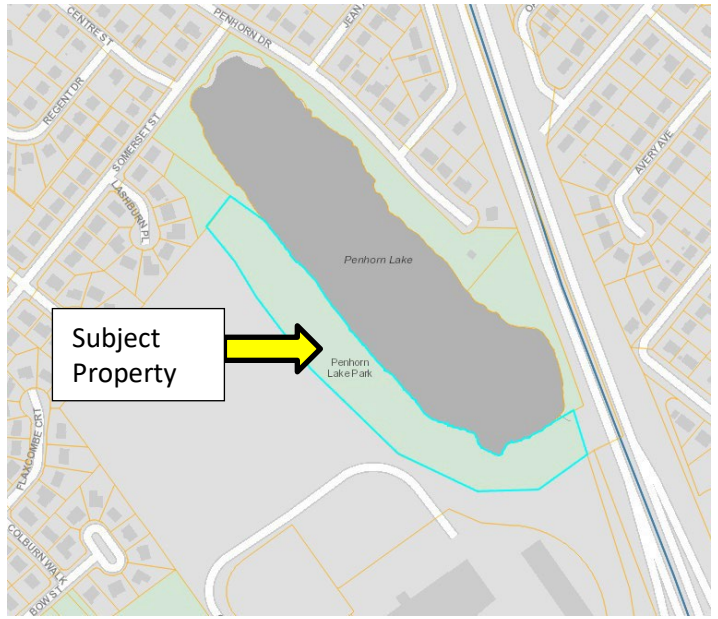 CENTRE ST
PENHORN DR
JEAN
REGENT DR
SOMERSET ST
LASHBURN PL
AVERY AVE
Penhorn Lake
Subject
Property
Penhorn
Lake Park
FLAXCOMBE CRT
COLBURN WALK
BOW ST